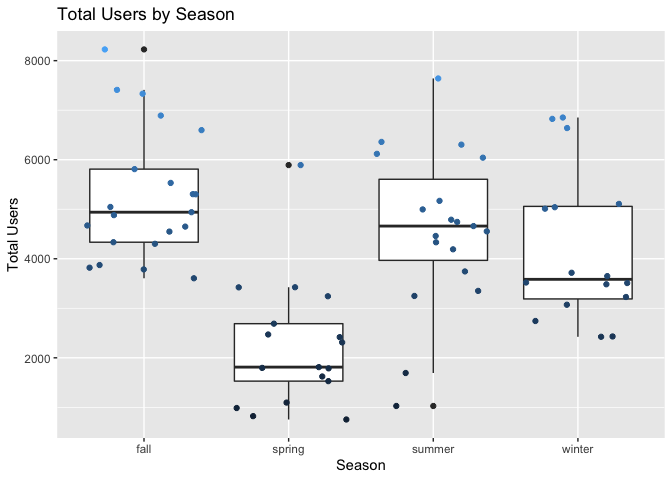 Total Users by Season
8000
6000
4000
2000
Total Users
fall spring summer winter
Season